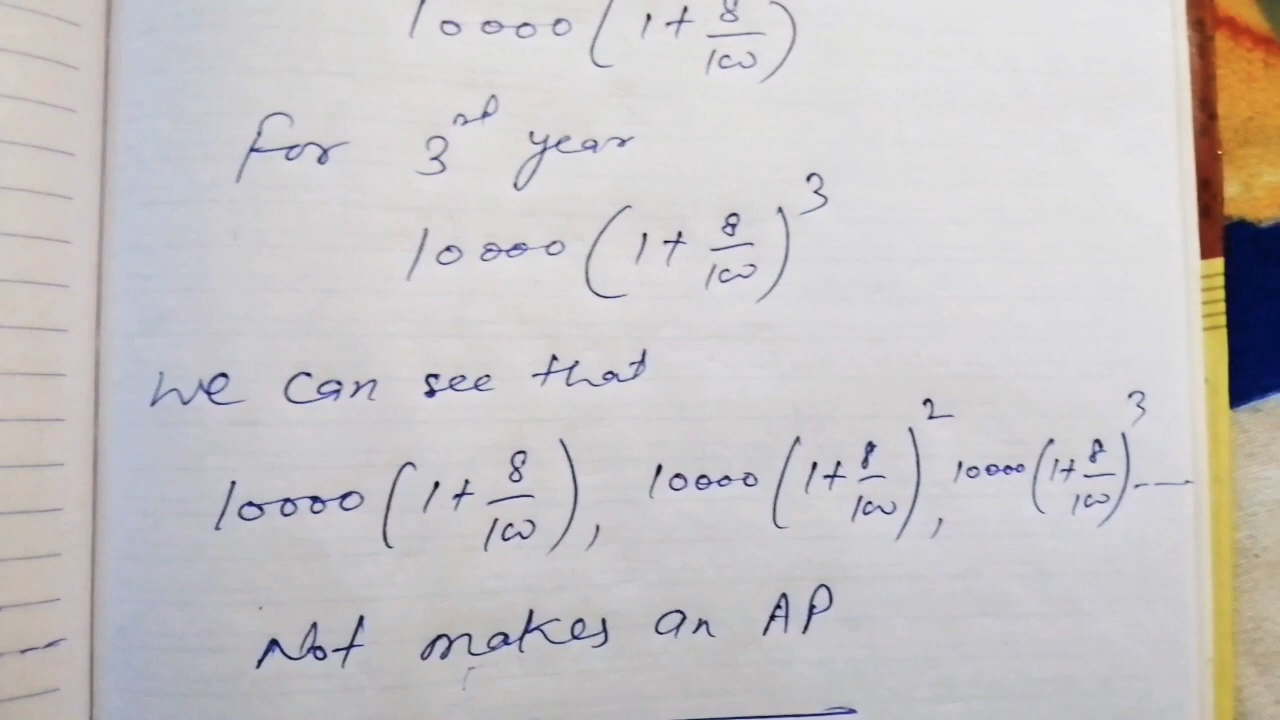 10000(1+8/100)
For 3rd year
10000(1+8/100)^3
We can see that
10000(1+8/100), 10000(1+8/100)^2, 10000(1+8/100)^3---
Not makes an AP